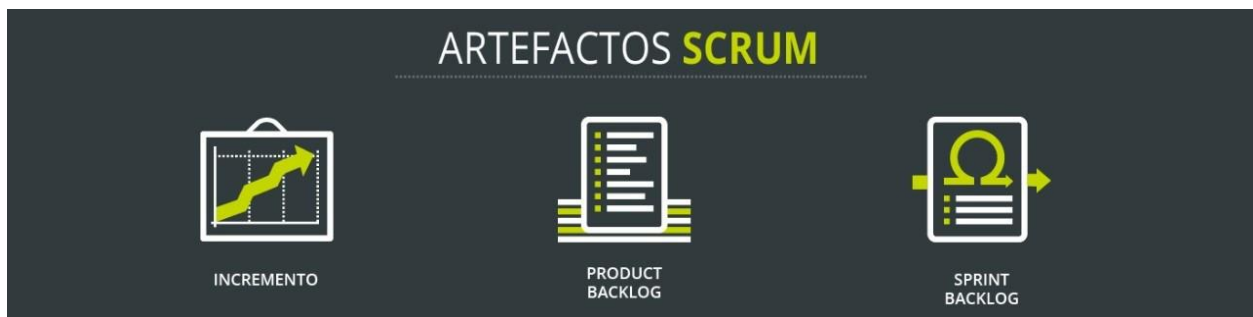 ARTEFACTOS SCRUM
INCREMENTO
PRODUCT
BACKLOG
SPRINT
BACKLOG